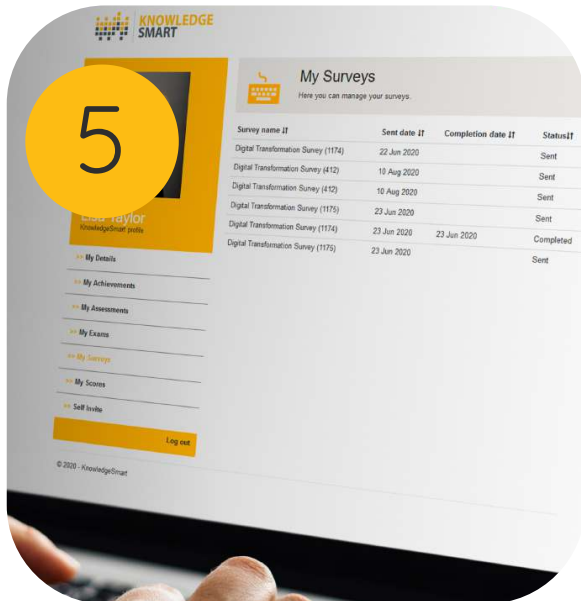 KNOWLEDGE
SMART
5
My Surveys
Here you can manage your surveys.
Survey name ↓↑ Sent date ↓↑ Completion date ↓↑ Status↓↑
Digital Transformation Survey (1174) 22 Jun 2020 Sent
Digital Transformation Survey (412) 10 Aug 2020 Sent
Digital Transformation Survey (412) 10 Aug 2020 Sent
Digital Transformation Survey (1175) 23 Jun 2020 Sent
Digital Transformation Survey (1174) 23 Jun 2020 23 Jun 2020 Completed
Digital Transformation Survey (1175) 23 Jun 2020 Sent
Lisa Taylor
KnowledgeSmart profile
>> My Details
>> My Achievements
>> My Assessments
>> My Exams
>> My Surveys
>> My Scores
>> Self Invite
Log out
© 2020 - KnowledgeSmart